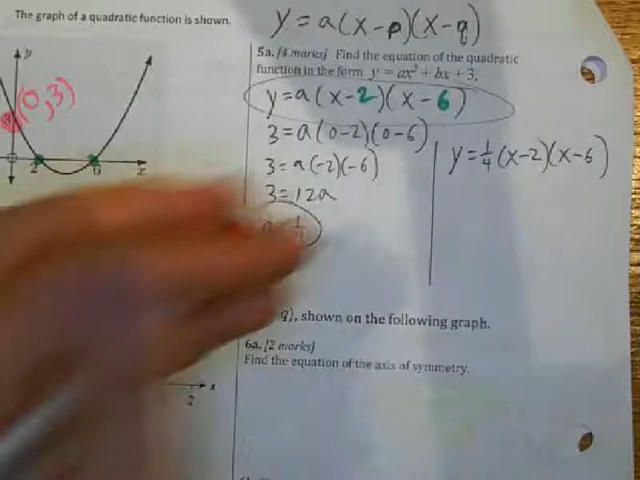 The graph of a quadratic function is shown.
y
(0,3)
2 6 x
y=a(x-p)(x-q)
5a. [4 marks] Find the equation of the quadratic
function in the form y = ax² + bx + 3.
y=a(x-2)(x-6)
3=a(0-2)(0-6)
3=a(-2)(-6)
3=12a
y=1/4(x-2)(x-6)
q), shown on the following graph.
6a. [2 marks]
Find the equation of the axis of symmetry.
x
2